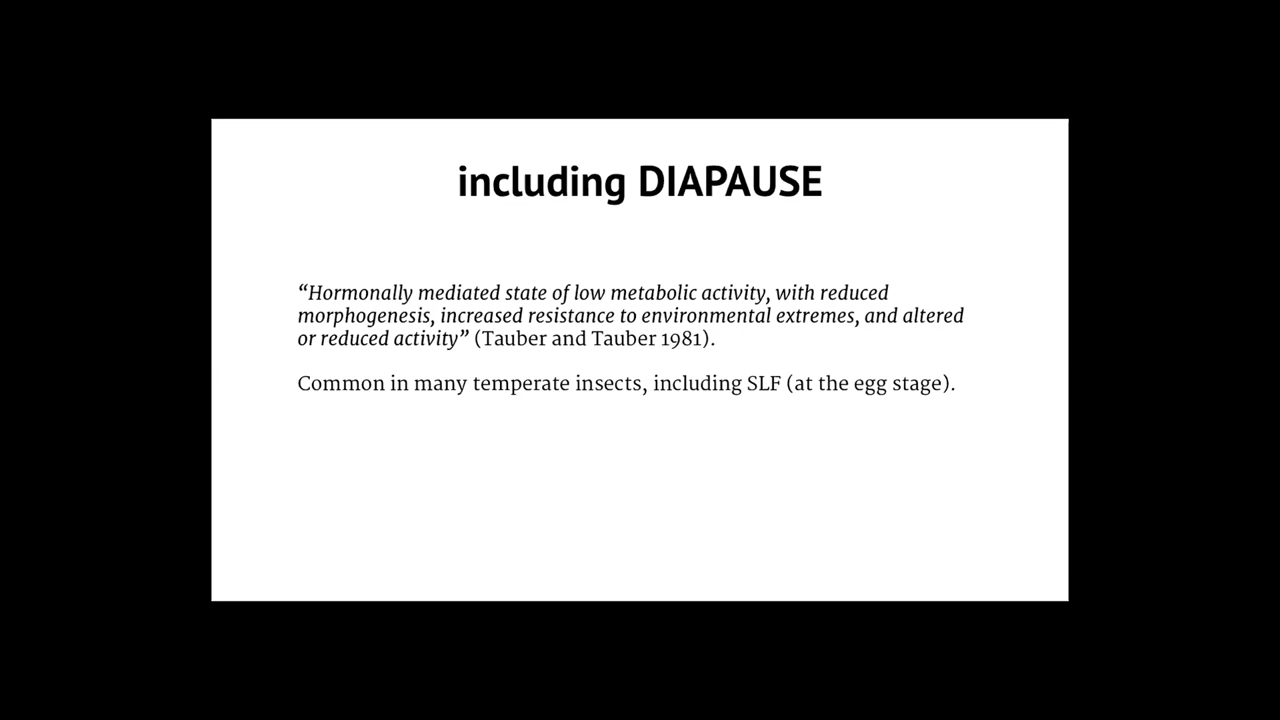 including DIAPAUSE
“Hormonally mediated state of low metabolic activity, with reduced
morphogenesis, increased resistance to environmental extremes, and altered
or reduced activity” (Tauber and Tauber 1981).
Common in many temperate insects, including SLF (at the egg stage).